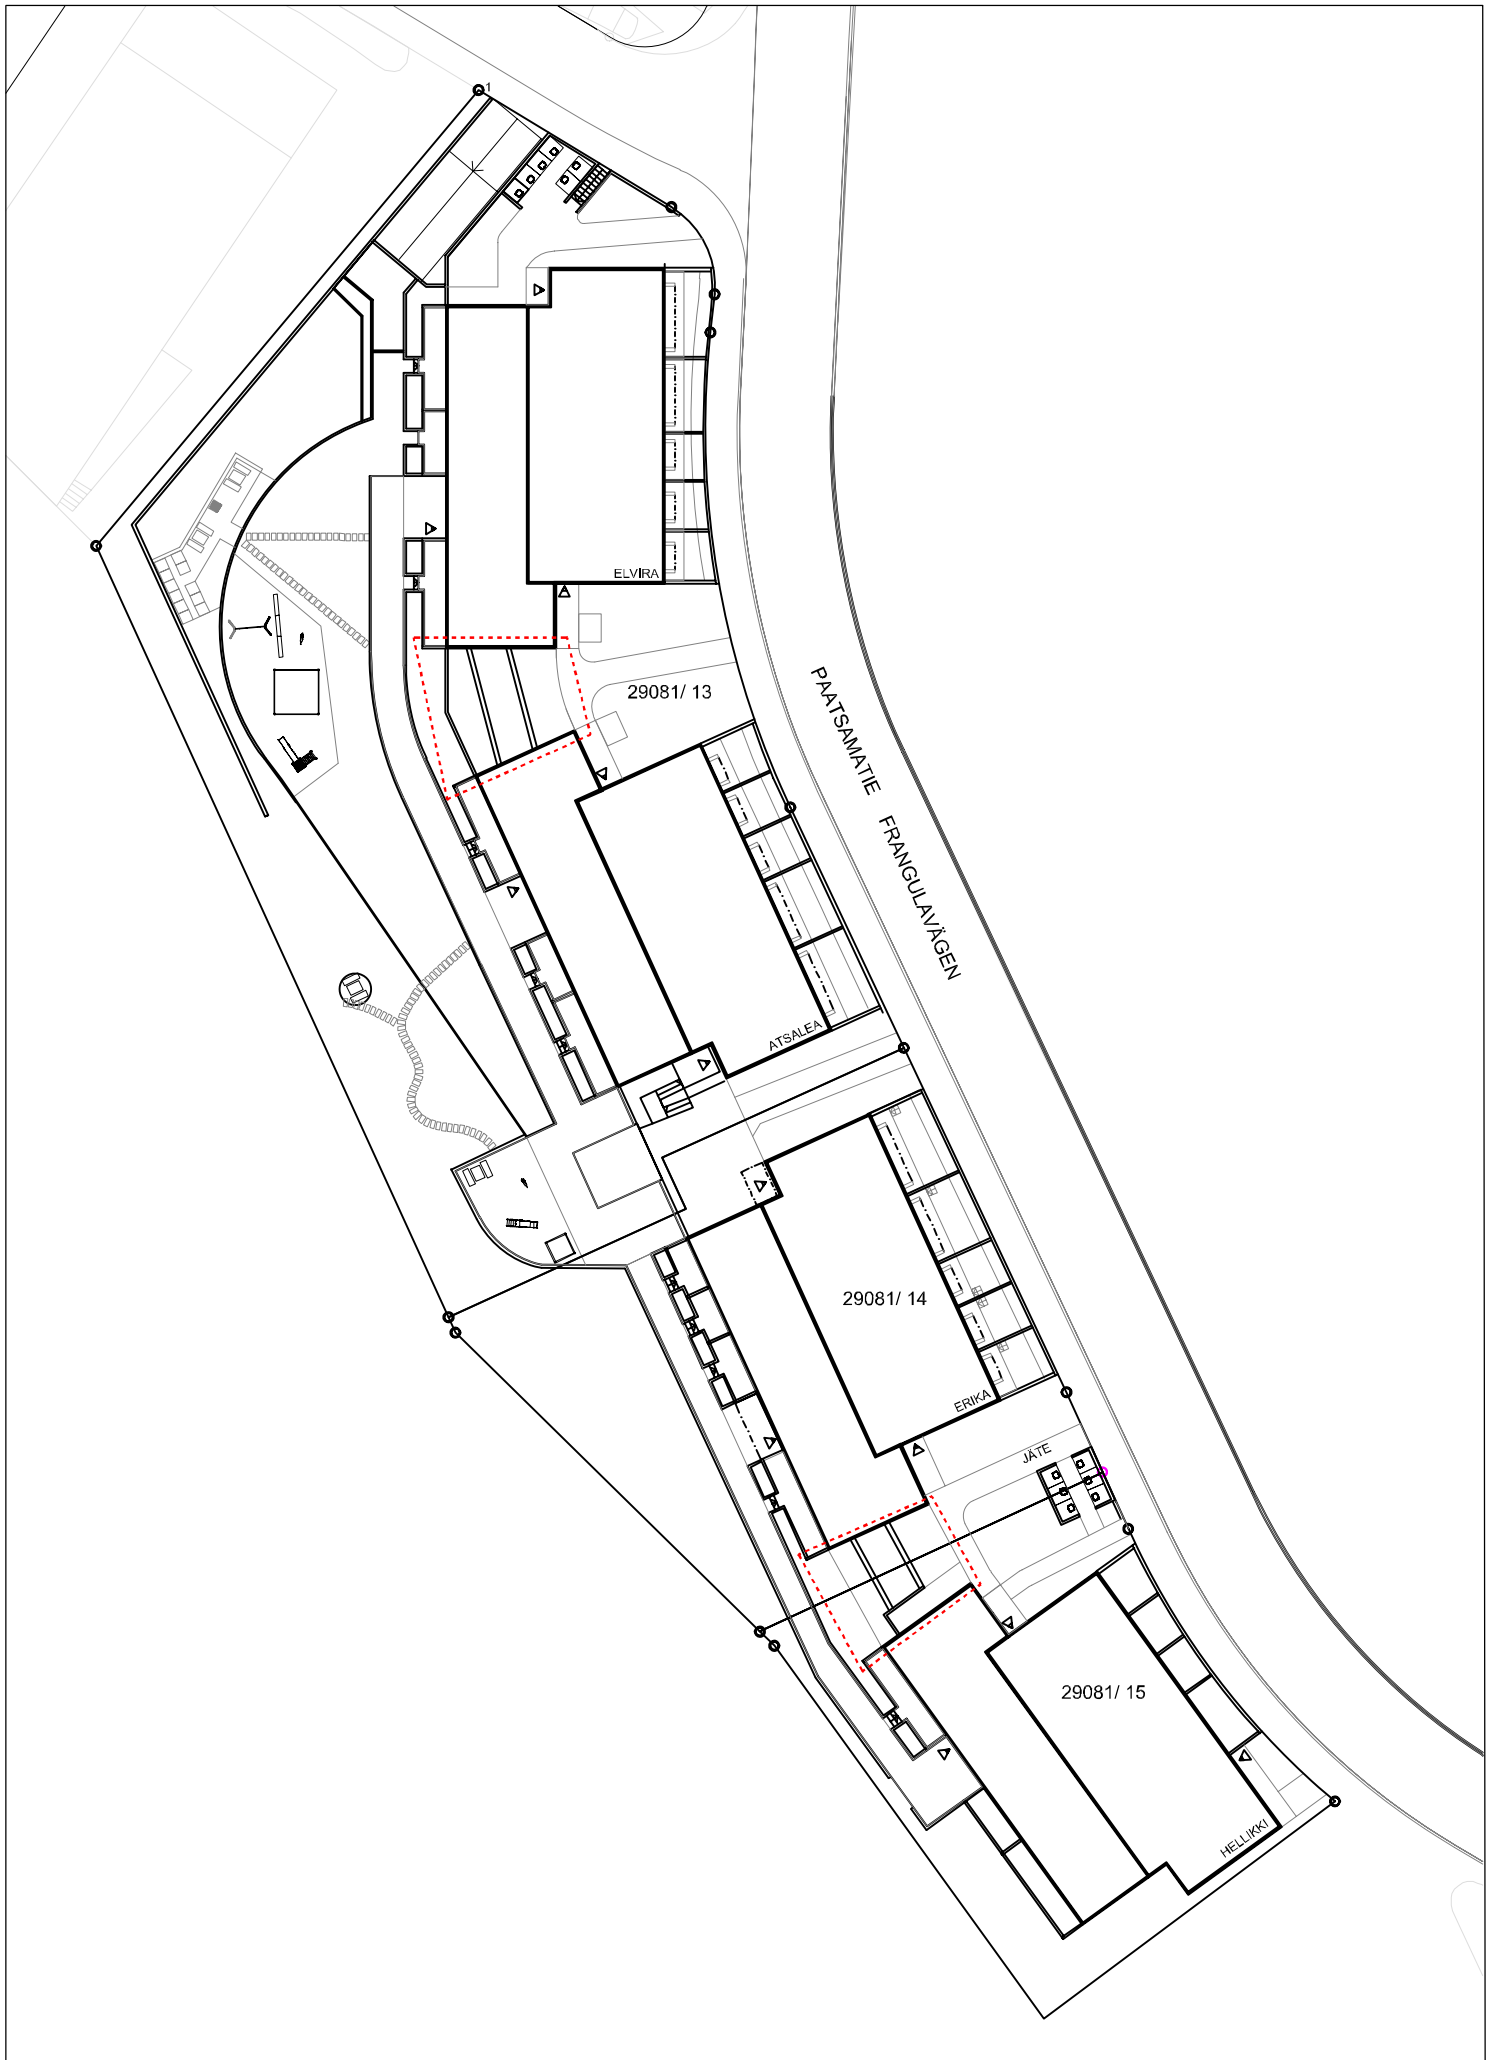 1
ELVIRA
29081/ 13
PAATSAMATIE FRANGULAVÄGEN
ATSALEA
29081/ 14
ERIKA
JÄTE
29081/ 15
HELLIKKI